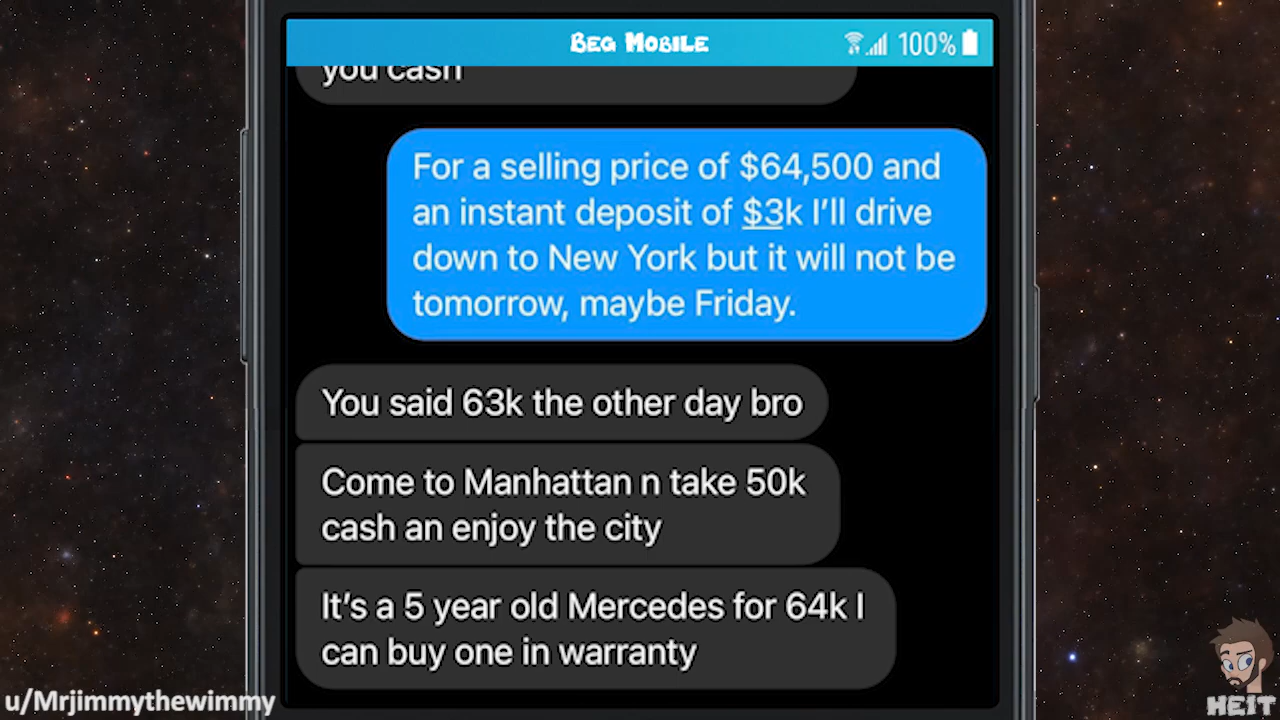 BEG MOBILE
100%
you cash
For a selling price of $64,500 and
an instant deposit of $3k I'll drive
down to New York but it will not be
tomorrow, maybe Friday.
You said 63k the other day bro
Come to Manhattan n take 50k
cash an enjoy the city
It's a 5 year old Mercedes for 64k I
can buy one in warranty
u/Mrjimmythewimmy
HEIT